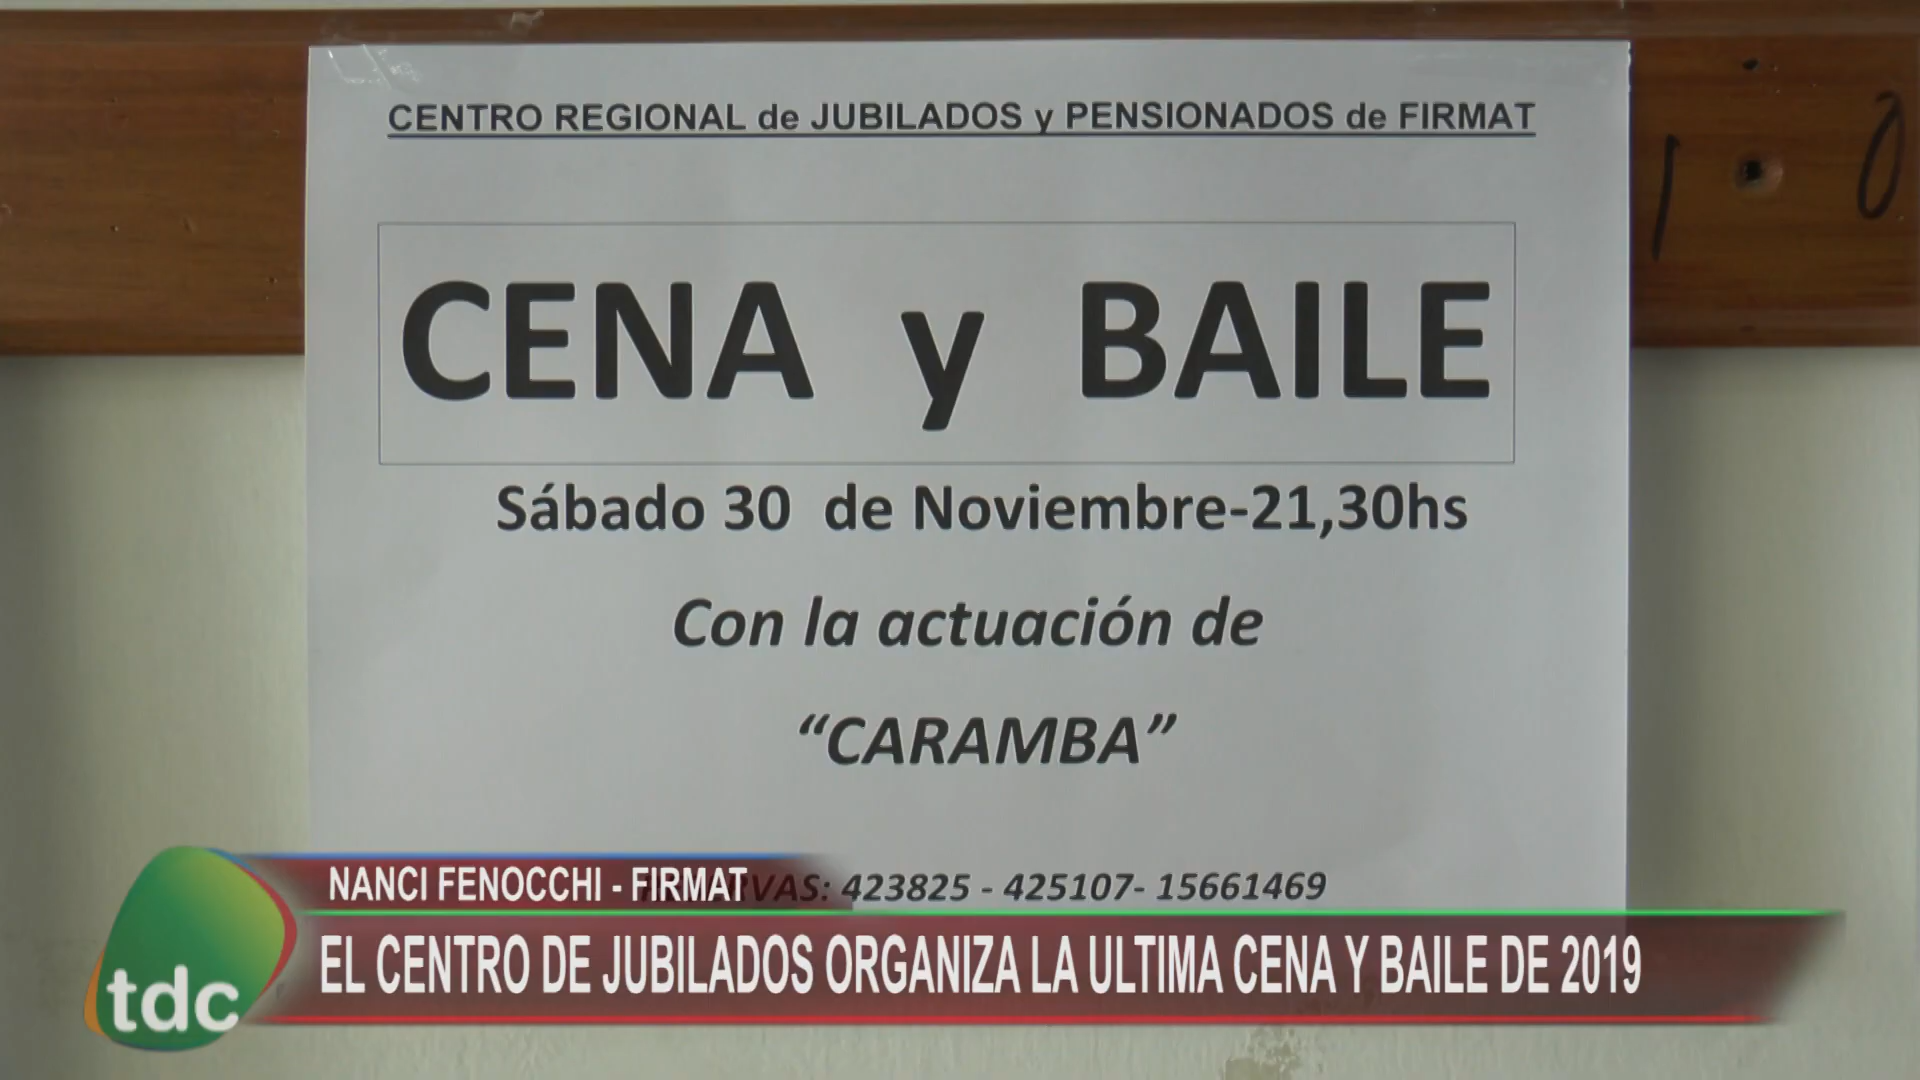 CENTRO REGIONAL de JUBILADOS y PENSIONADOS de FIRMAT
CENA y BAILE
Sábado 30 de Noviembre-21,30hs
Con la actuación de
“CARAMBA”
423825 - 425107- 15661469
NANCI FENOCCHI - FIRMAT
EL CENTRO DE JUBILADOS ORGANIZA LA ULTIMA CENA Y BAILE DE 2019
tdc